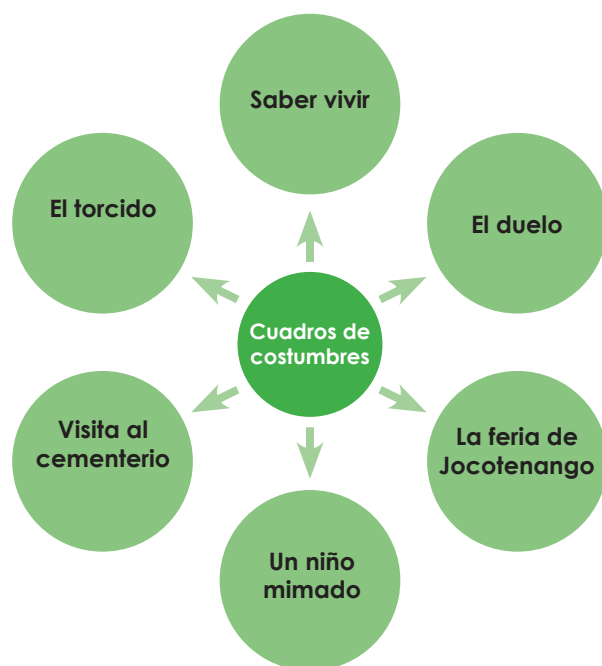 Saber vivir
El torcido
El duelo
Cuadros de
costumbres
Visita al
cementerio
La feria de
Jocotenango
Un niño
mimado